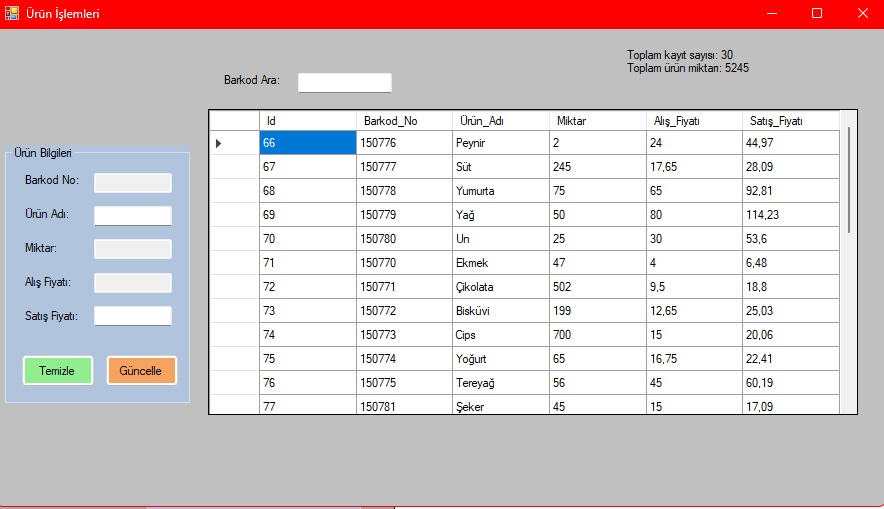 Ürün İşlemleri
Toplam kayıt sayısı: 30
Toplam ürün miktarı: 5245
Barkod Ara:
Ürün Bilgileri
Barkod No:
Ürün Adı:
Miktar:
Alış Fiyatı:
Satış Fiyatı:
Temizle Güncelle
Id Barkod_No Ürün_Adı Miktar Alış_Fiyatı Satış_Fiyatı
66 150776 Peynir 2 24 44,97
67 150777 Süt 245 17,65 28,09
68 150778 Yumurta 75 65 92,81
69 150779 Yağ 50 80 114,23
70 150780 Un 25 30 53,6
71 150770 Ekmek 47 4 6,48
72 150771 Çikolata 502 9,5 18,8
73 150772 Bisküvi 199 12,65 25,03
74 150773 Cips 700 15 20,06
75 150774 Yoğurt 65 16,75 22,41
76 150775 Tereyağ 56 45 60,19
77 150781 Şeker 45 15 17,09